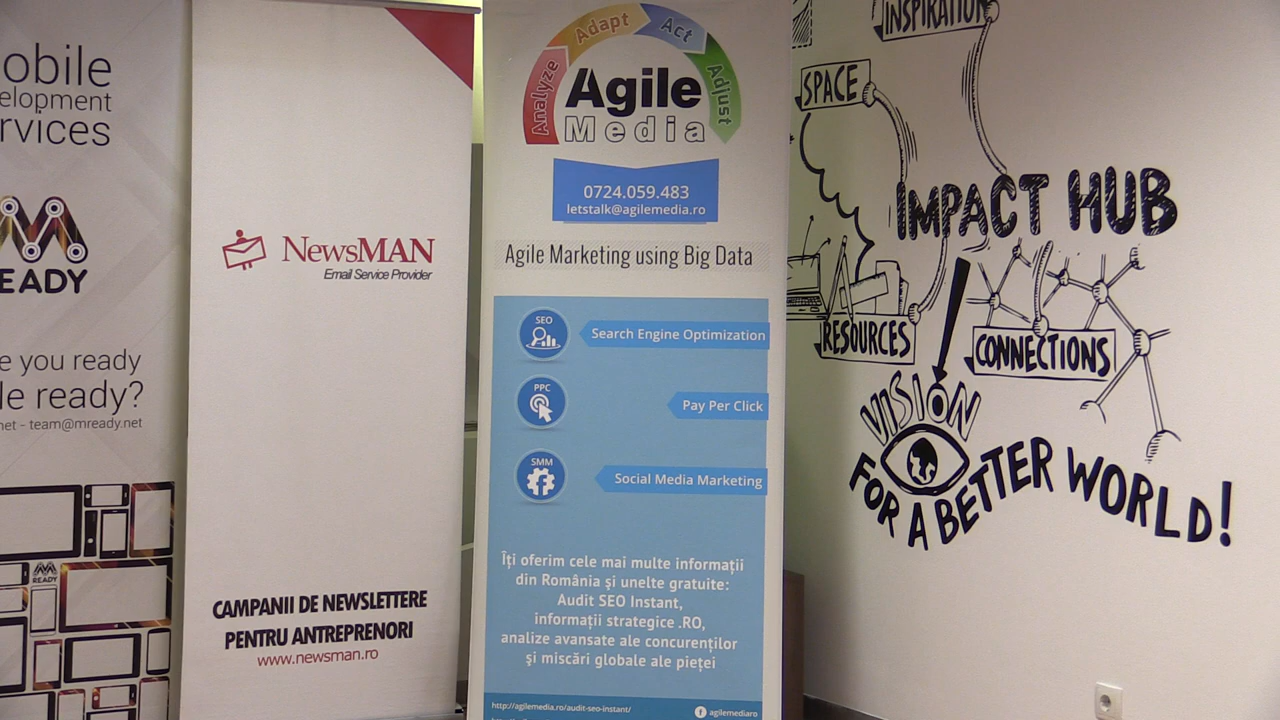 obile
elopment
rvices
READY
e you ready
le ready?
net - team@mready.net
READY
NewsMAN
Email Service Provider
CAMPANII DE NEWSLETTERE
PENTRU ANTREPRENORI
www.newsman.ro
Analyze Adapt Act Adjust
Agile
Media
0724.059.483
letstalk@agilemedia.ro
Agile Marketing using Big Data
SEO
Search Engine Optimization
PPC
Pay Per Click
SMM
Social Media Marketing
Îți oferim cele mai multe informații
din România și unelte gratuite:
Audit SEO Instant,
informații strategice .RO,
analize avansate ale concurenților
și miscări globale ale pieței
http://agilemedia.ro/audit-seo-instant/
agilemediaro
INSPIRATION
SPACE
IMPACT HUB
RESOURCES
CONNECTIONS
VISION
FOR A BETTER WORLD!